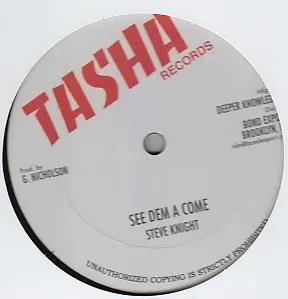 TASHA
RECORDS
DEEPER KNOWLE
BOND EXPO
BROOKLYN,
Prod. by
G. NICHOLSON
SEE DEM A COME
STEVE KNIGHT
UNAUTHORIZED COPYING IS STRICTLY PROHIBITED